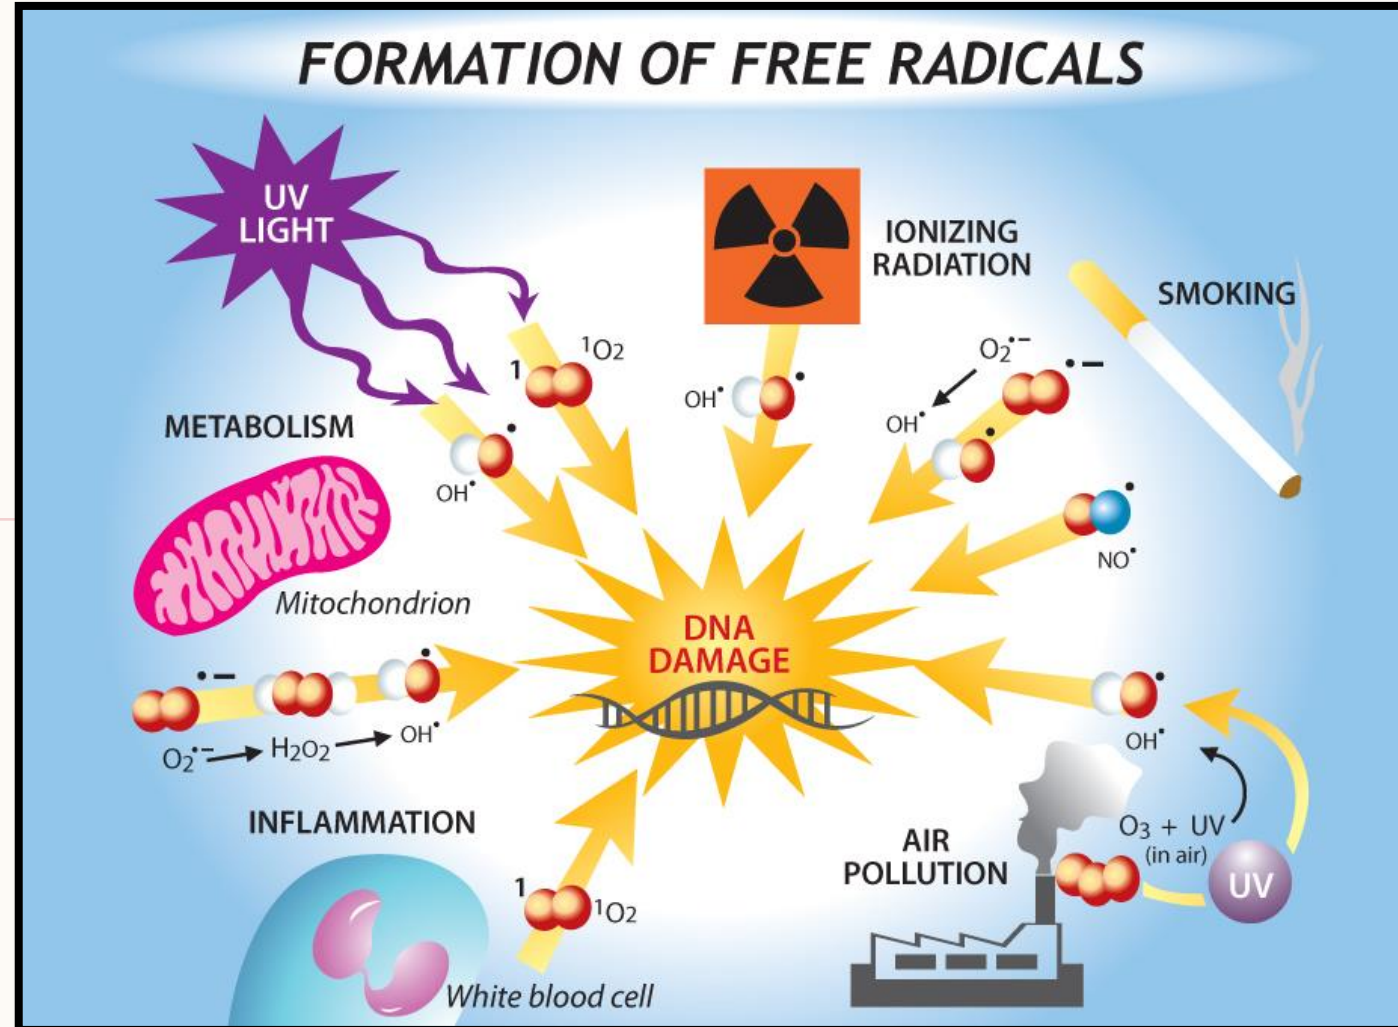 FORMATION OF FREE RADICALS
UV
LIGHT
1
¹O2
OH•
IONIZING
RADIATION
OH•
SMOKING
O2•–
• –
OH•
NO•
METABOLISM
Mitochondrion
• –
O2•– → H2O2 → OH•
DNA
DAMAGE
OH•
INFLAMMATION
1
¹O2
White blood cell
AIR
POLLUTION
O3 + UV
(in air)
UV